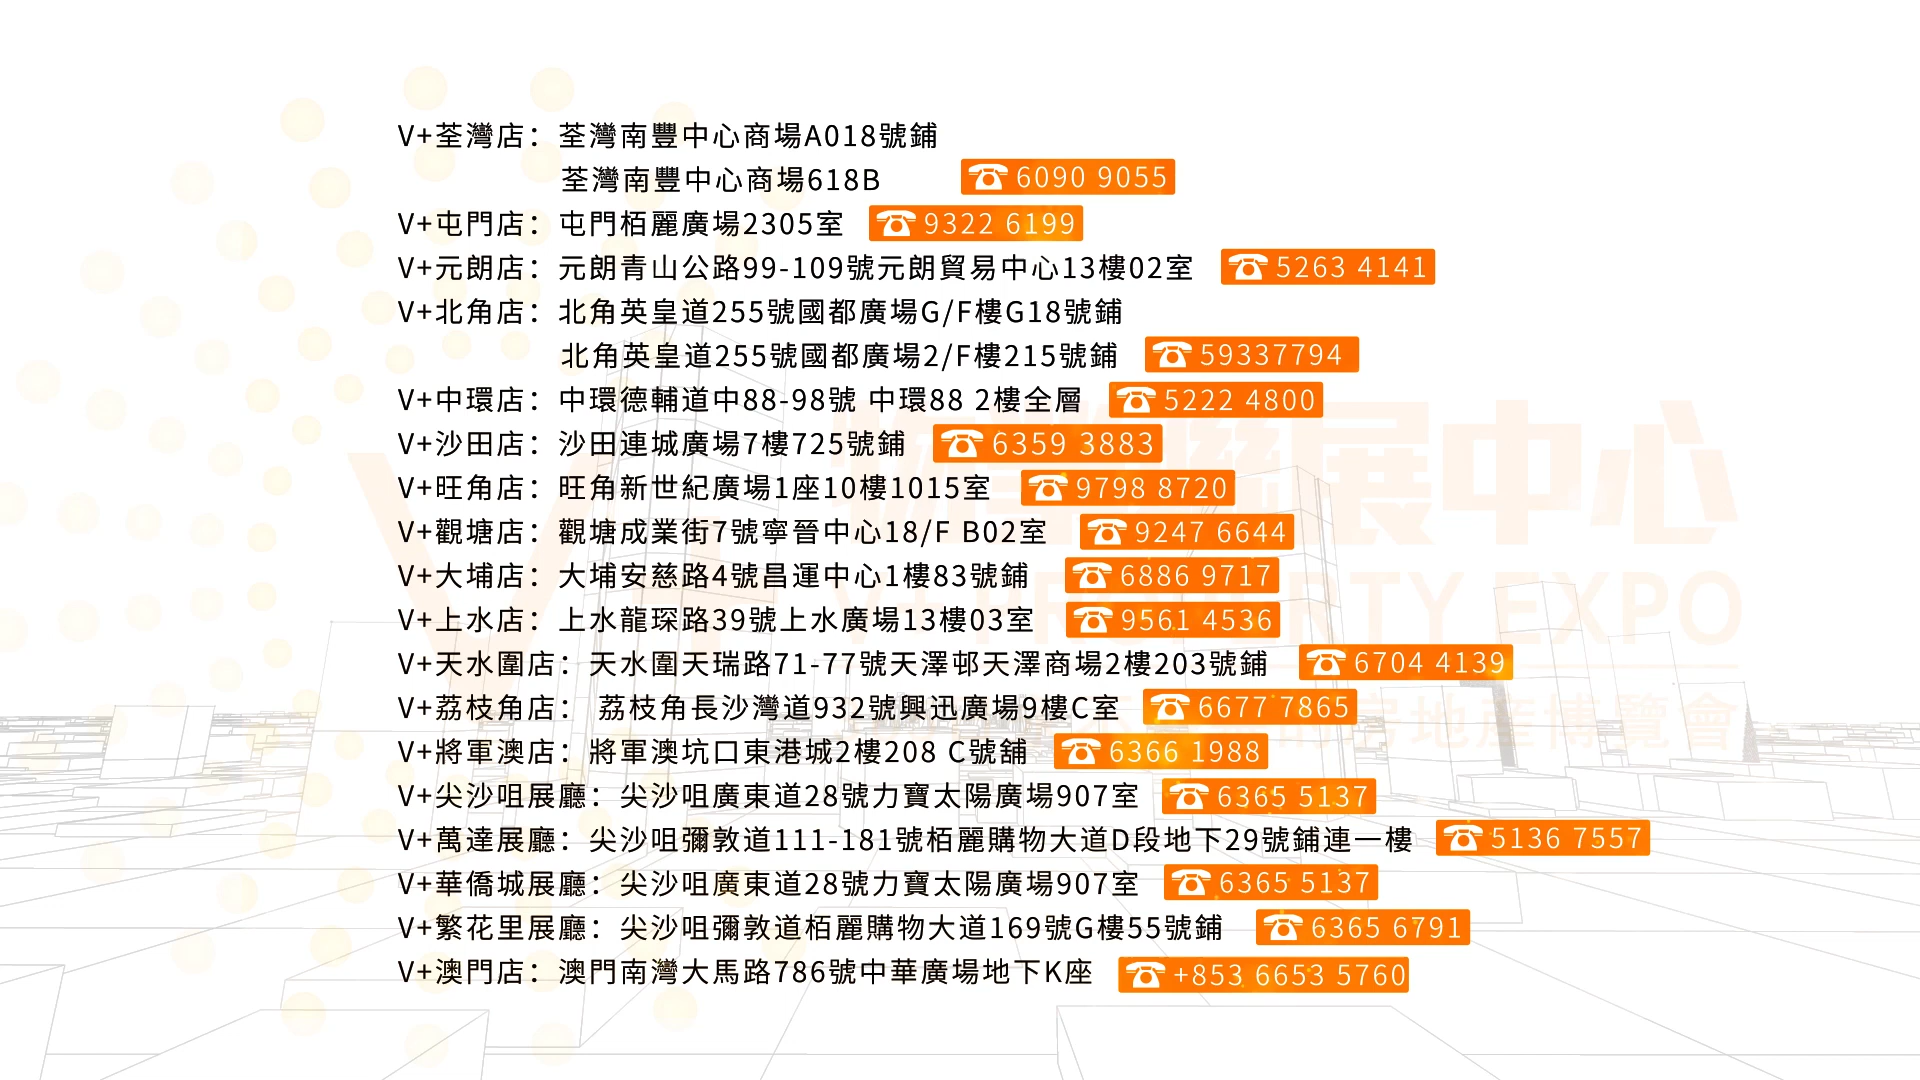 V+荃灣店：荃灣南豐中心商場A018號鋪
荃灣南豐中心商場618B 6090 9055
V+屯門店：屯門栢麗廣場2305室 9322 6199
V+元朗店：元朗青山公路99-109號元朗貿易中心13樓02室 5263 4141
V+北角店：北角英皇道255號國都廣場G/F樓G18號鋪
北角英皇道255號國都廣場2/F樓215號鋪 59337794
V+中環店：中環德輔道中88-98號 中環88 2樓全層 5222 4800
V+沙田店：沙田連城廣場7樓725號鋪 6359 3883
V+旺角店：旺角新世紀廣場1座10樓1015室 9798 8720
V+觀塘店：觀塘成業街7號寧晉中心18/F B02室 9247 6644
V+大埔店：大埔安慈路4號昌運中心1樓83號鋪 6886 9717
V+上水店：上水龍琛路39號上水廣場13樓03室 9561 4536
V+天水圍店：天水圍天瑞路71-77號天澤邨天澤商場2樓203號鋪 6704 4139
V+荔枝角店： 荔枝角長沙灣道932號興迅廣場9樓C室 6677 7865
V+將軍澳店：將軍澳坑口東港城2樓208 C號舖 6366 1988
V+尖沙咀展廳：尖沙咀廣東道28號力寶太陽廣場907室 6365 5137
V+萬達展廳：尖沙咀彌敦道111-181號栢麗購物大道D段地下29號鋪連一樓 5136 7557
V+華僑城展廳：尖沙咀廣東道28號力寶太陽廣場907室 6365 5137
V+繁花里展廳：尖沙咀彌敦道栢麗購物大道169號G樓55號鋪 6365 6791
V+澳門店：澳門南灣大馬路786號中華廣場地下K座 +853 6653 5760
展中心
PROPERTY EXPO
房地產博覽會